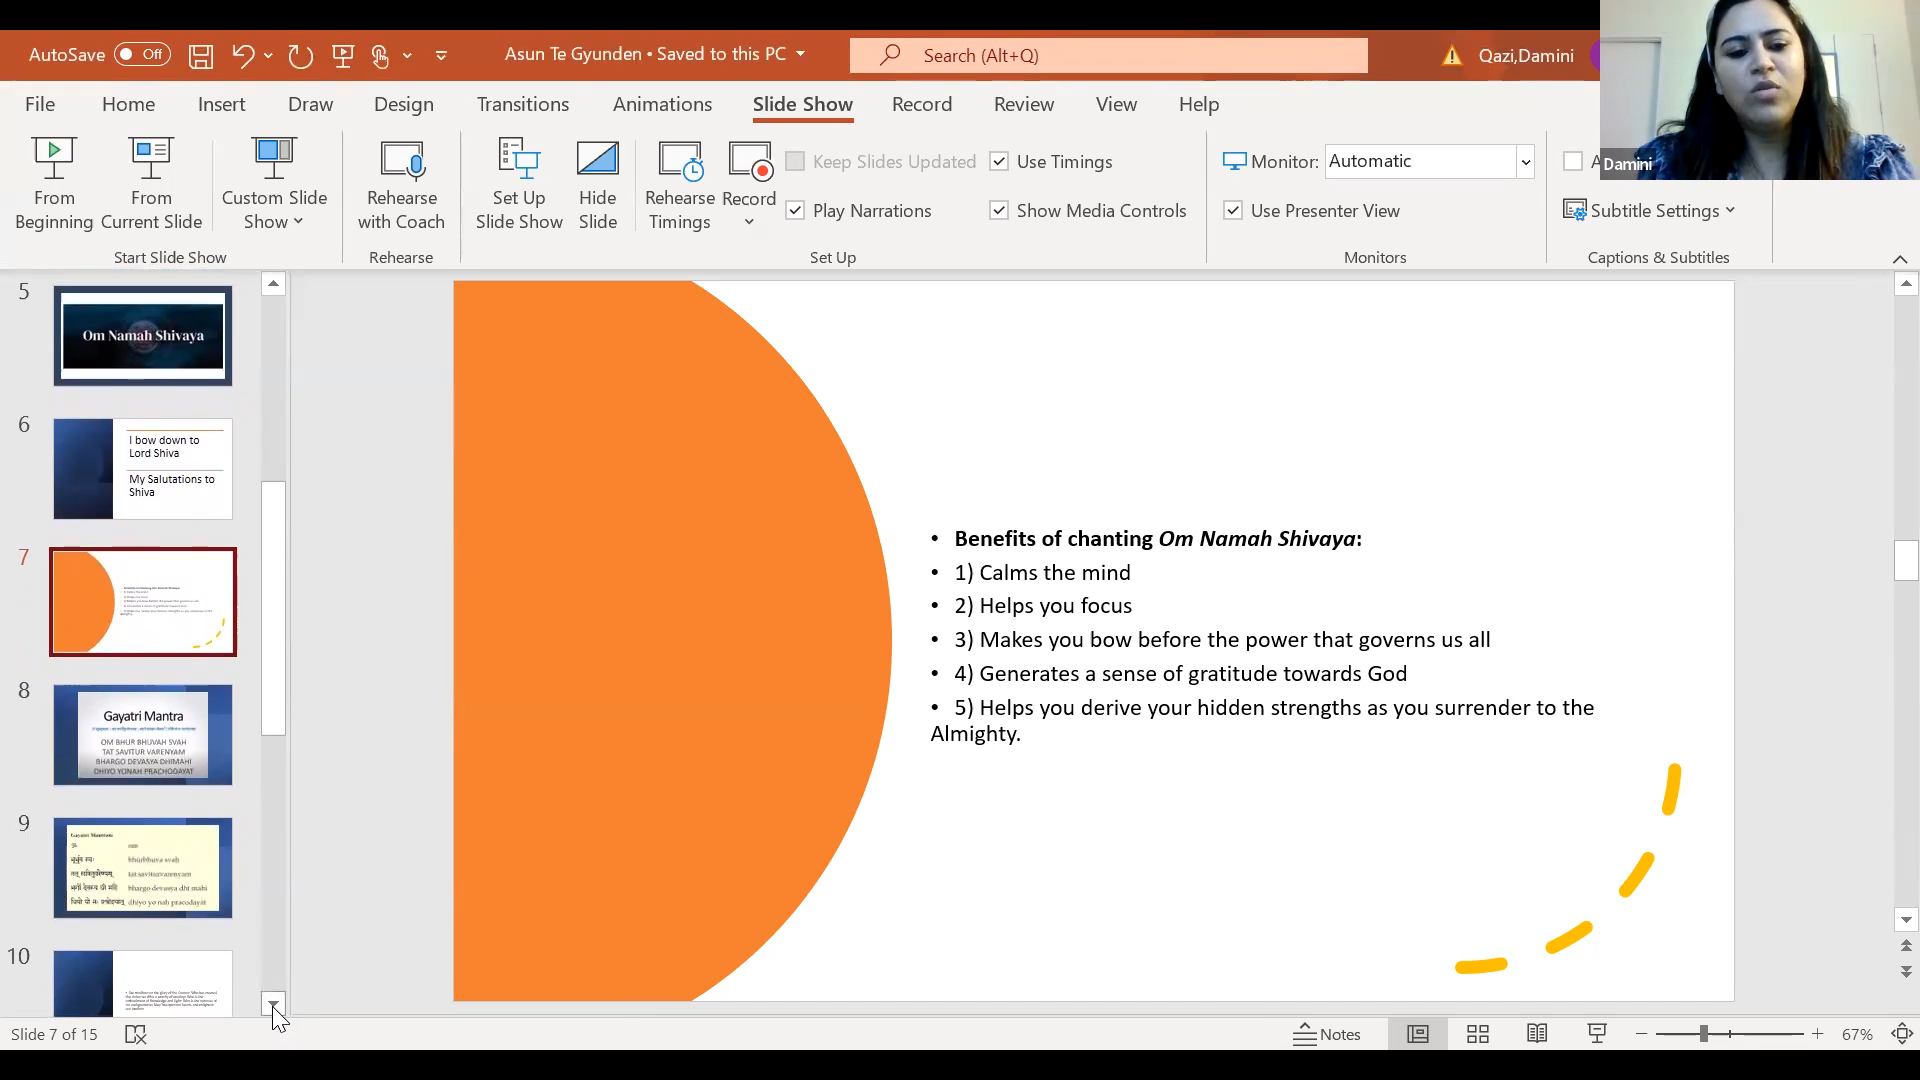 AutoSave Off Asun Te Gyunden • Saved to this PC Search (Alt+Q) Qazi,Damini
File Home Insert Draw Design Transitions Animations Slide Show Record Review View Help
From Beginning
From Current Slide
Custom Slide Show
Start Slide Show
Rehearse with Coach
Rehearse
Set Up Slide Show
Hide Slide
Rehearse Timings
Record
Keep Slides Updated
Play Narrations
Use Timings
Show Media Controls
Set Up
Monitor: Automatic
Use Presenter View
Monitors
Subtitle Settings
Captions & Subtitles
Damini
5
Om Namah Shivaya
6
I bow down to
Lord Shiva
My Salutations to
Shiva
7
8
Gayatri Mantra
OM BHUR BHUVAH SVAH
TAT SAVITUR VARENYAM
BHARGO DEVASYA DHIMAHI
DHIYO YONAH PRACHODAYAT
9
bhūrbhuva svaḥ
10
• Benefits of chanting Om Namah Shivaya:
• 1) Calms the mind
• 2) Helps you focus
• 3) Makes you bow before the power that governs us all
• 4) Generates a sense of gratitude towards God
• 5) Helps you derive your hidden strengths as you surrender to the
Almighty.
Slide 7 of 15
Notes
67%